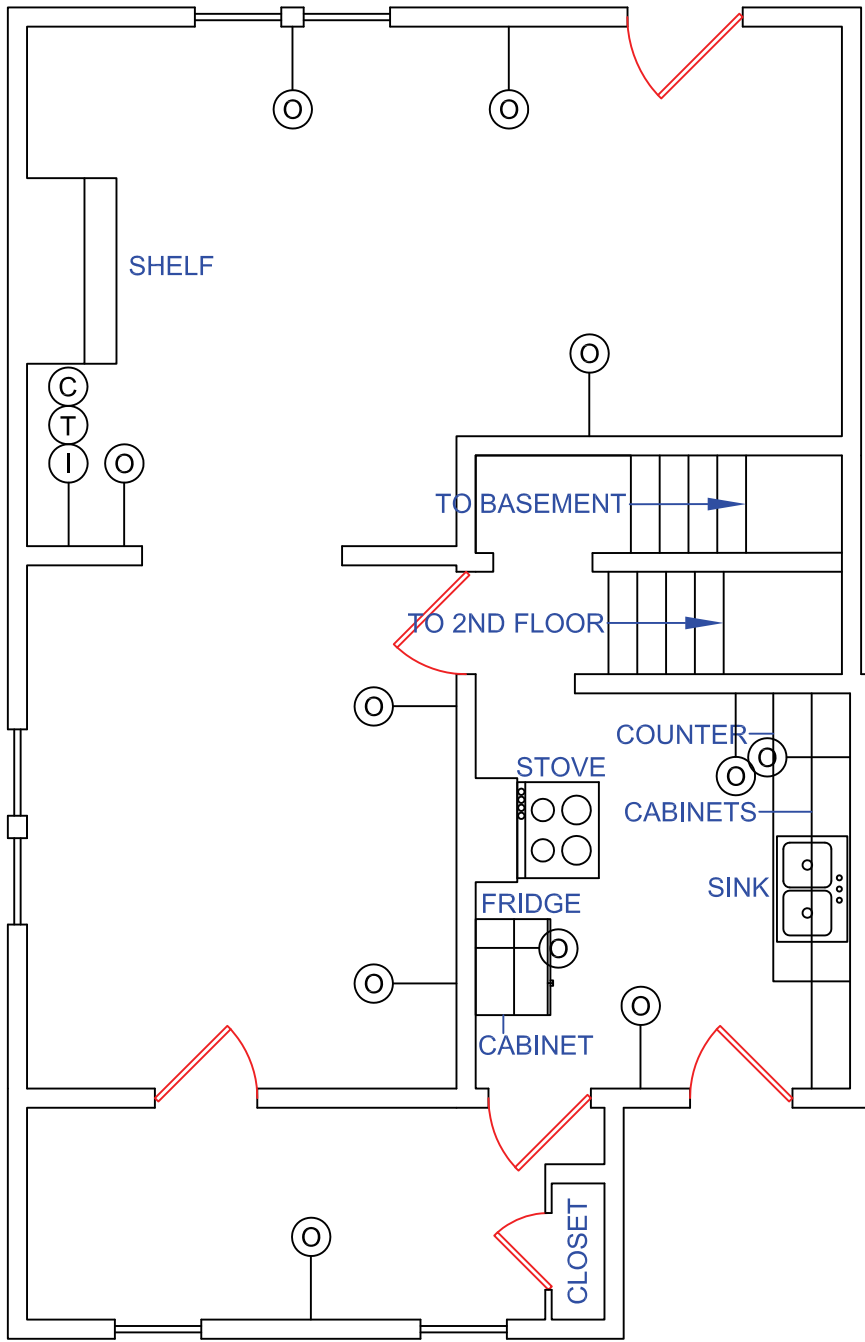 O
O
SHELF
O
C
T
I
O
TO BASEMENT
TO 2ND FLOOR
O
COUNTER
O
O
STOVE
CABINETS
SINK
FRIDGE
O
O
O
CABINET
CLOSET
O